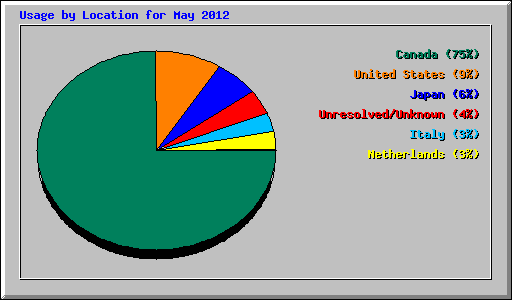 Usage by Location for May 2012
Canada (75%)
United States (9%)
Japan (6%)
Unresolved/Unknown (4%)
Italy (3%)
Netherlands (3%)